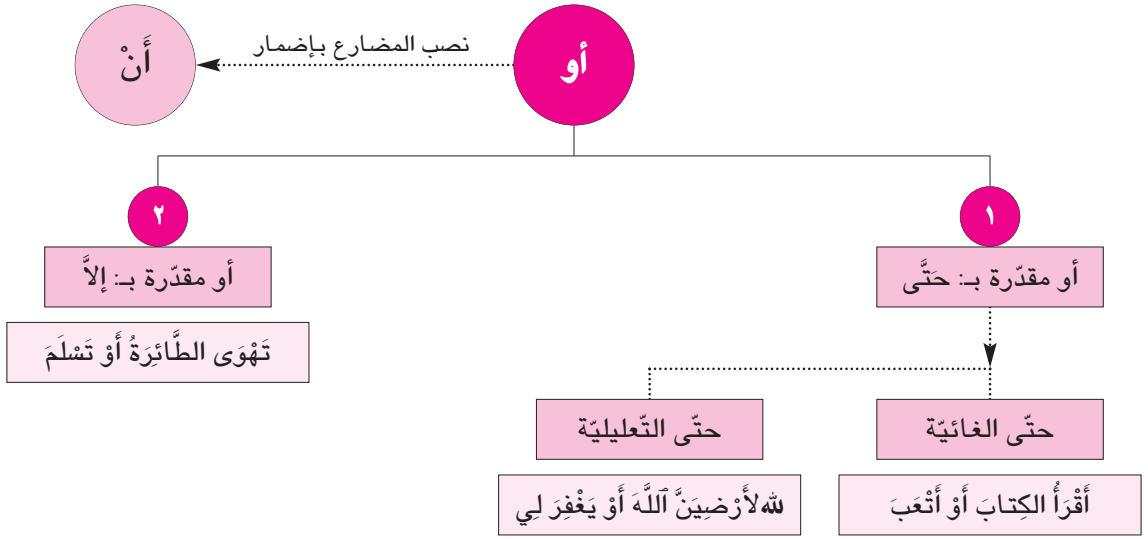 أو
نصب المضارع بإضمار
أَنْ
١
أو مقدّرة بـ: حَتَّى
حتّى الغائيّة
أَقْرَأُ الكِتابَ أَوْ أَتْعَبَ
حتّى التّعليليّة
لله لأَرْضِيَنَّ ٱللَّهَ أَوْ يَغْفِرَ لِي
٢
أو مقدّرة بـ: إلاَّ
تَهْوَى الطَّائِرَةُ أَوْ تَسْلَمَ